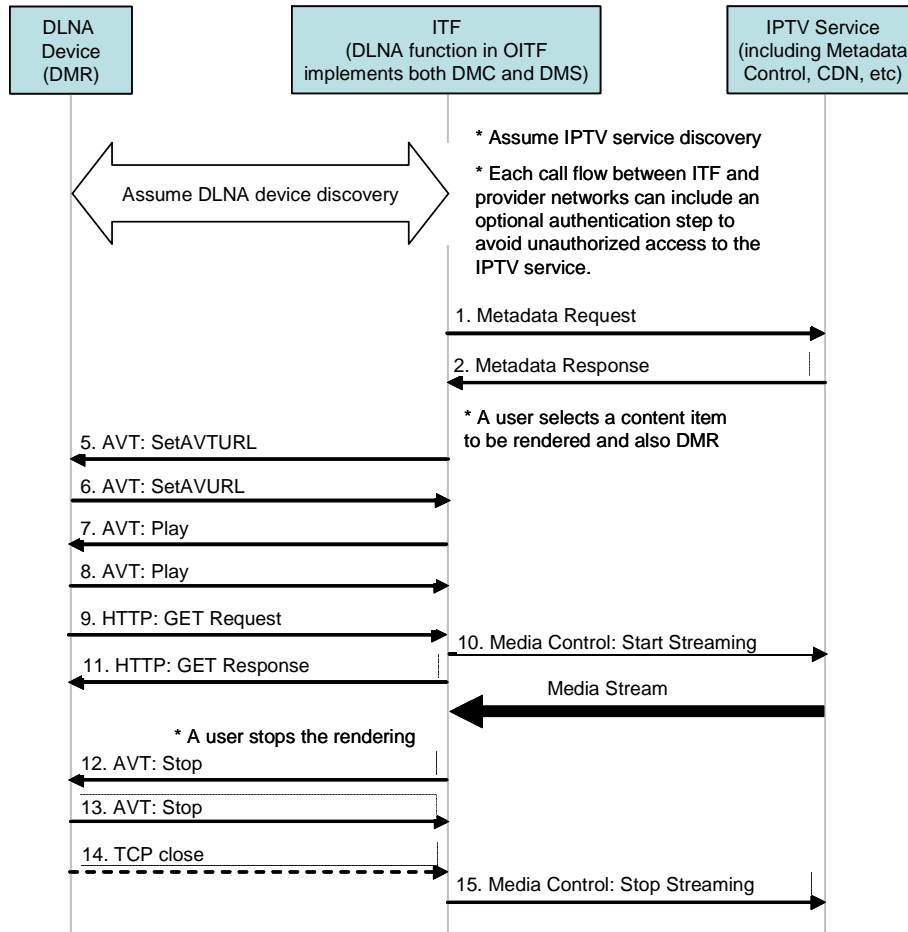 DLNA
Device
(DMR)
ITF
(DLNA function in OITF
implements both DMC and DMS)
IPTV Service
(including Metadata
Control, CDN, etc)
* Assume IPTV service discovery
* Each call flow between ITF and
provider networks can include an
optional authentication step to
avoid unauthorized access to the
IPTV service.
Assume DLNA device discovery
1. Metadata Request
2. Metadata Response
* A user selects a content item
to be rendered and also DMR
5. AVT: SetAVTURL
6. AVT: SetAVURL
7. AVT: Play
8. AVT: Play
9. HTTP: GET Request
10. Media Control: Start Streaming
11. HTTP: GET Response
Media Stream
* A user stops the rendering
12. AVT: Stop
13. AVT: Stop
14. TCP close
15. Media Control: Stop Streaming